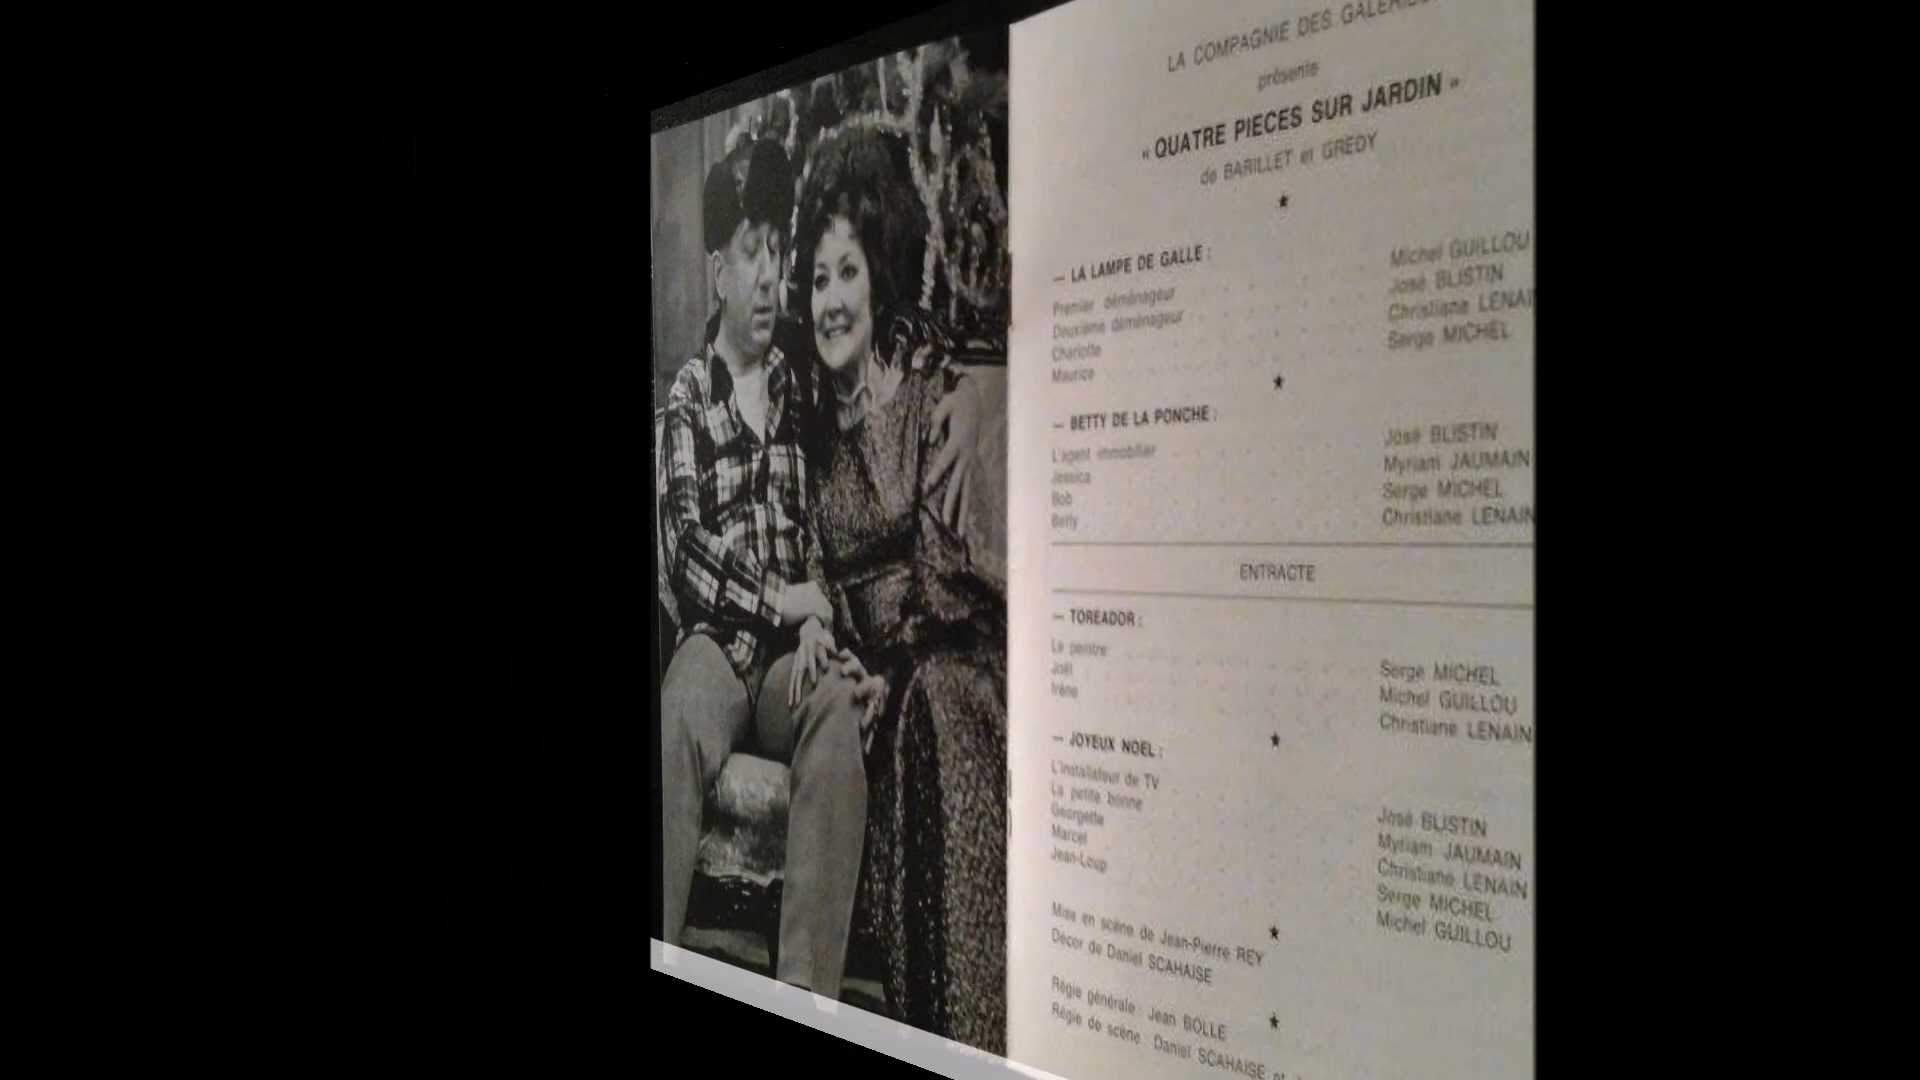 LA COMPAGNIE DES GALERIES
présente
« QUATRE PIECES SUR JARDIN »
de BARILLET et GREDY
— LA LAMPE DE GALLE :
Premier déménageur Michel GUILLOU
Deuxième déménageur José BLISTIN
Charlotte Christiane LENAI
Maurice Serge MICHEL
— BETTY DE LA PONCHE :
L'agent immobilier José BLISTIN
Jessica Myriam JAUMAIN
Bob Serge MICHEL
Betty Christiane LENAIN
ENTRACTE
— TOREADOR :
Le peintre Serge MICHEL
Joël Michel GUILLOU
Irène Christiane LENAIN
— JOYEUX NOEL :
L'installateur de TV José BLISTIN
La petite bonne Myriam JAUMAIN
Georgette Christiane LENAIN
Marcel Serge MICHEL
Jean-Loup Michel GUILLOU
Mise en scène de Jean-Pierre REY
Décor de Daniel SCAHAISE
Régie générale : Jean BOLLE
Régie de scène : Daniel SCAHAISE et